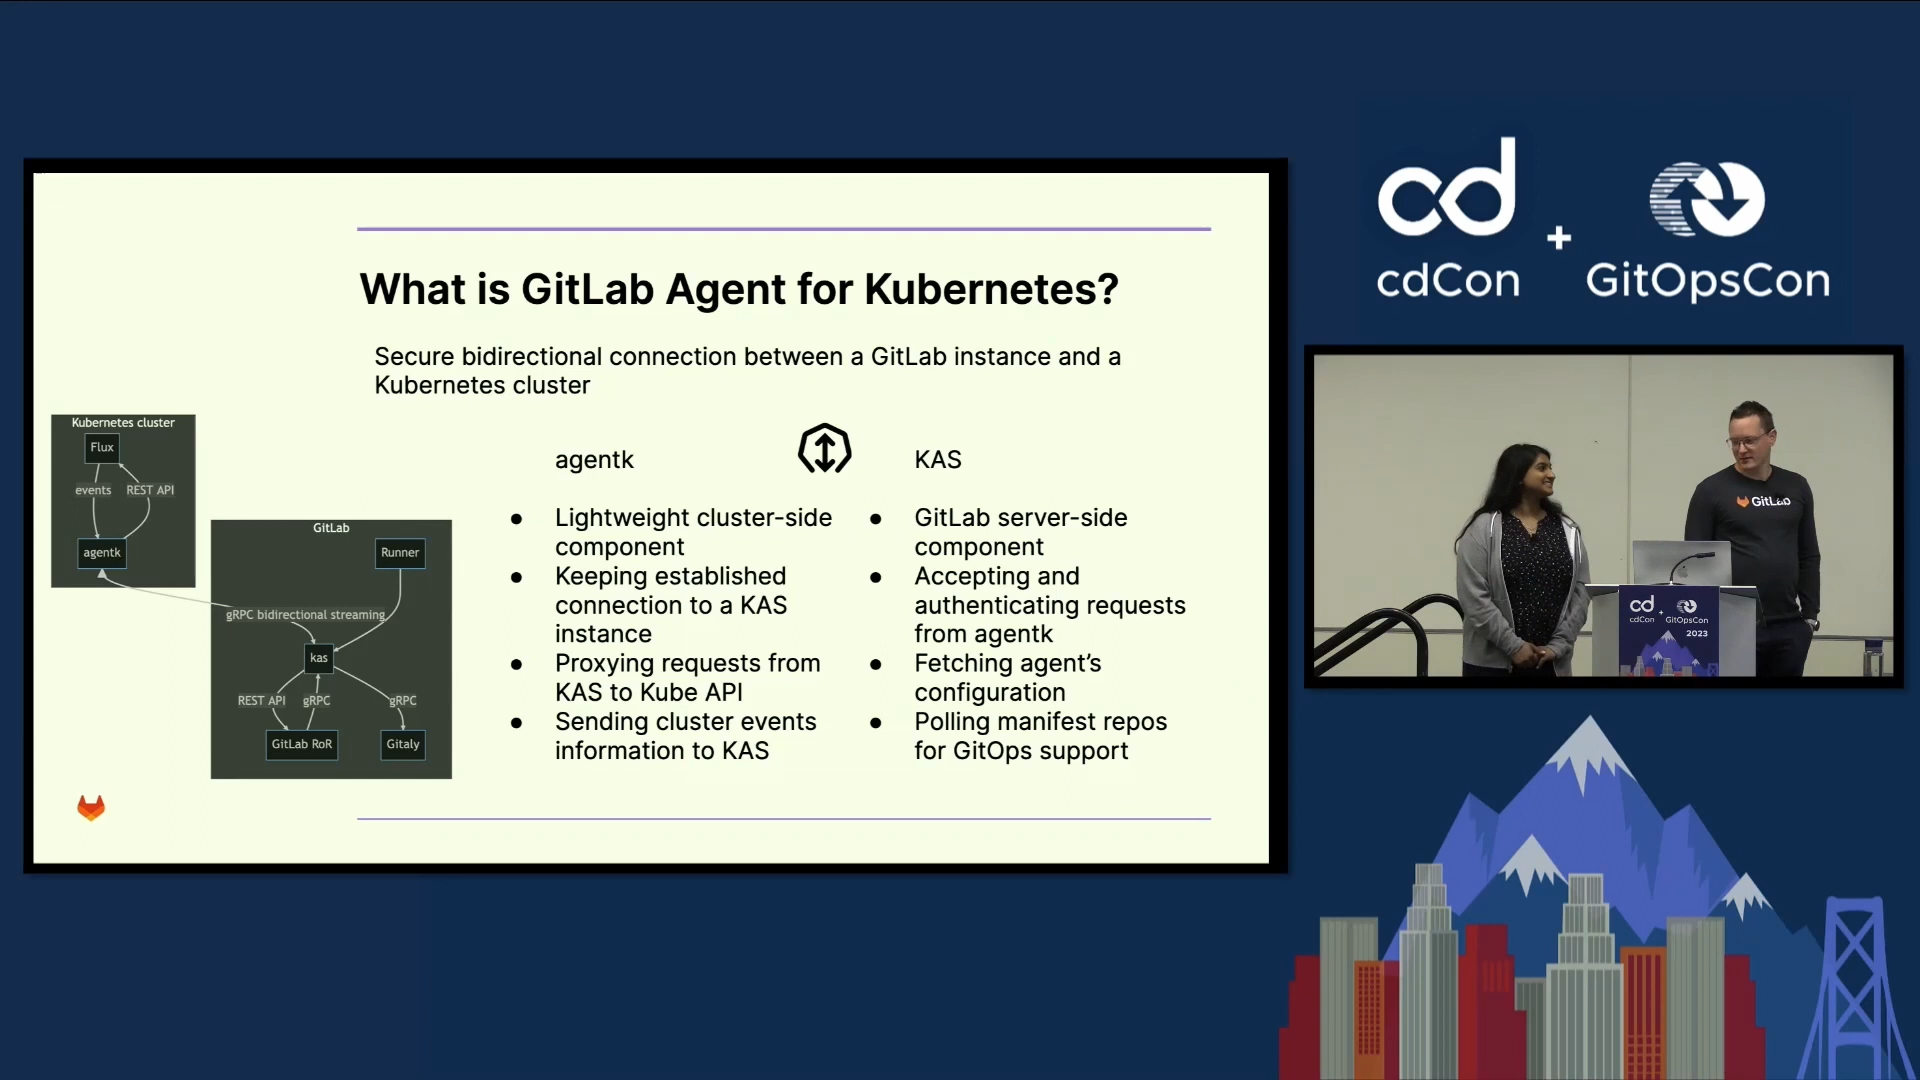 What is GitLab Agent for Kubernetes?
Secure bidirectional connection between a GitLab instance and a
Kubernetes cluster
Kubernetes cluster
Flux
events
REST API
agentk
GitLab
Runner
gRPC bidirectional streaming
kas
REST API
gRPC
gRPC
GitLab RoR
Gitaly
agentk
● Lightweight cluster-side
component
● Keeping established
connection to a KAS
instance
● Proxying requests from
KAS to Kube API
● Sending cluster events
information to KAS
KAS
● GitLab server-side
component
● Accepting and
authenticating requests
from agentk
● Fetching agent’s
configuration
● Polling manifest repos
for GitOps support
cd
cdCon
+
GitOpsCon
GitLab
cd
cdCon
+
GitOpsCon
2023